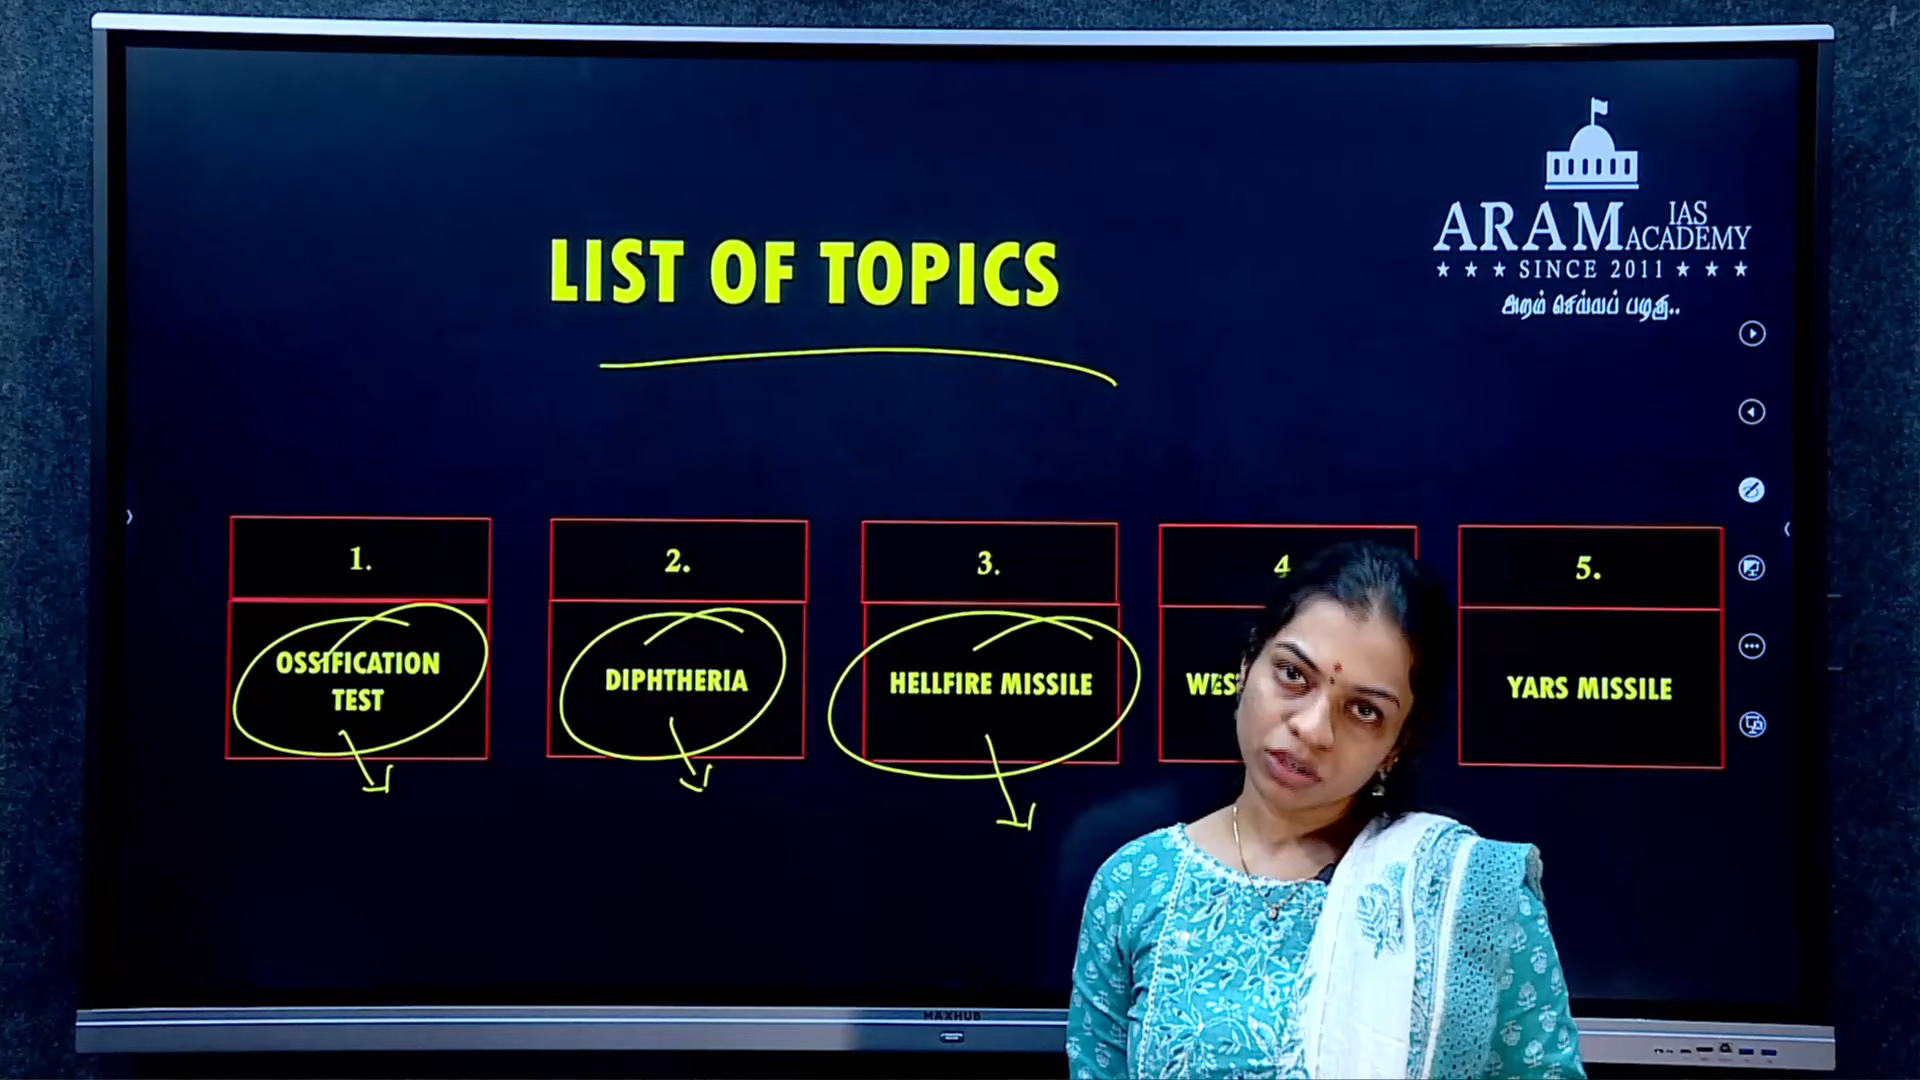 IAS
ARAM ACADEMY
★ ★ ★ SINCE 2011 ★ ★ ★
அறம் செய்யப் படிகு..
LIST OF TOPICS
1.
OSSIFICATION
TEST
2.
DIPHTHERIA
3.
HELLFIRE MISSILE
4
5.
YARS MISSILE
MAXHUB